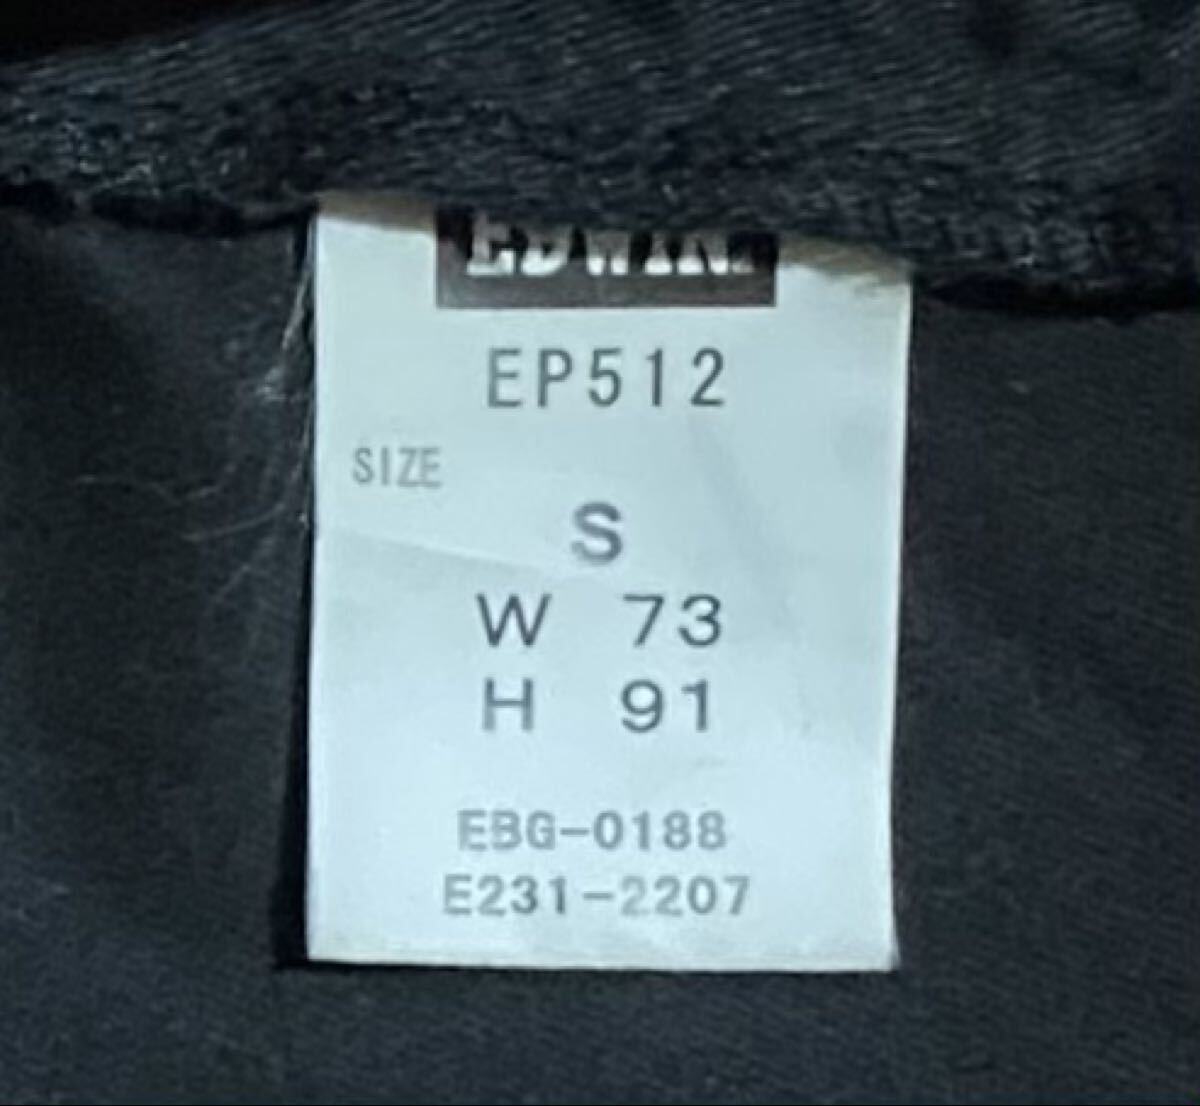 EDWIN
EP512
SIZE
S
W 73
H 91
EBG-0188
E231-2207